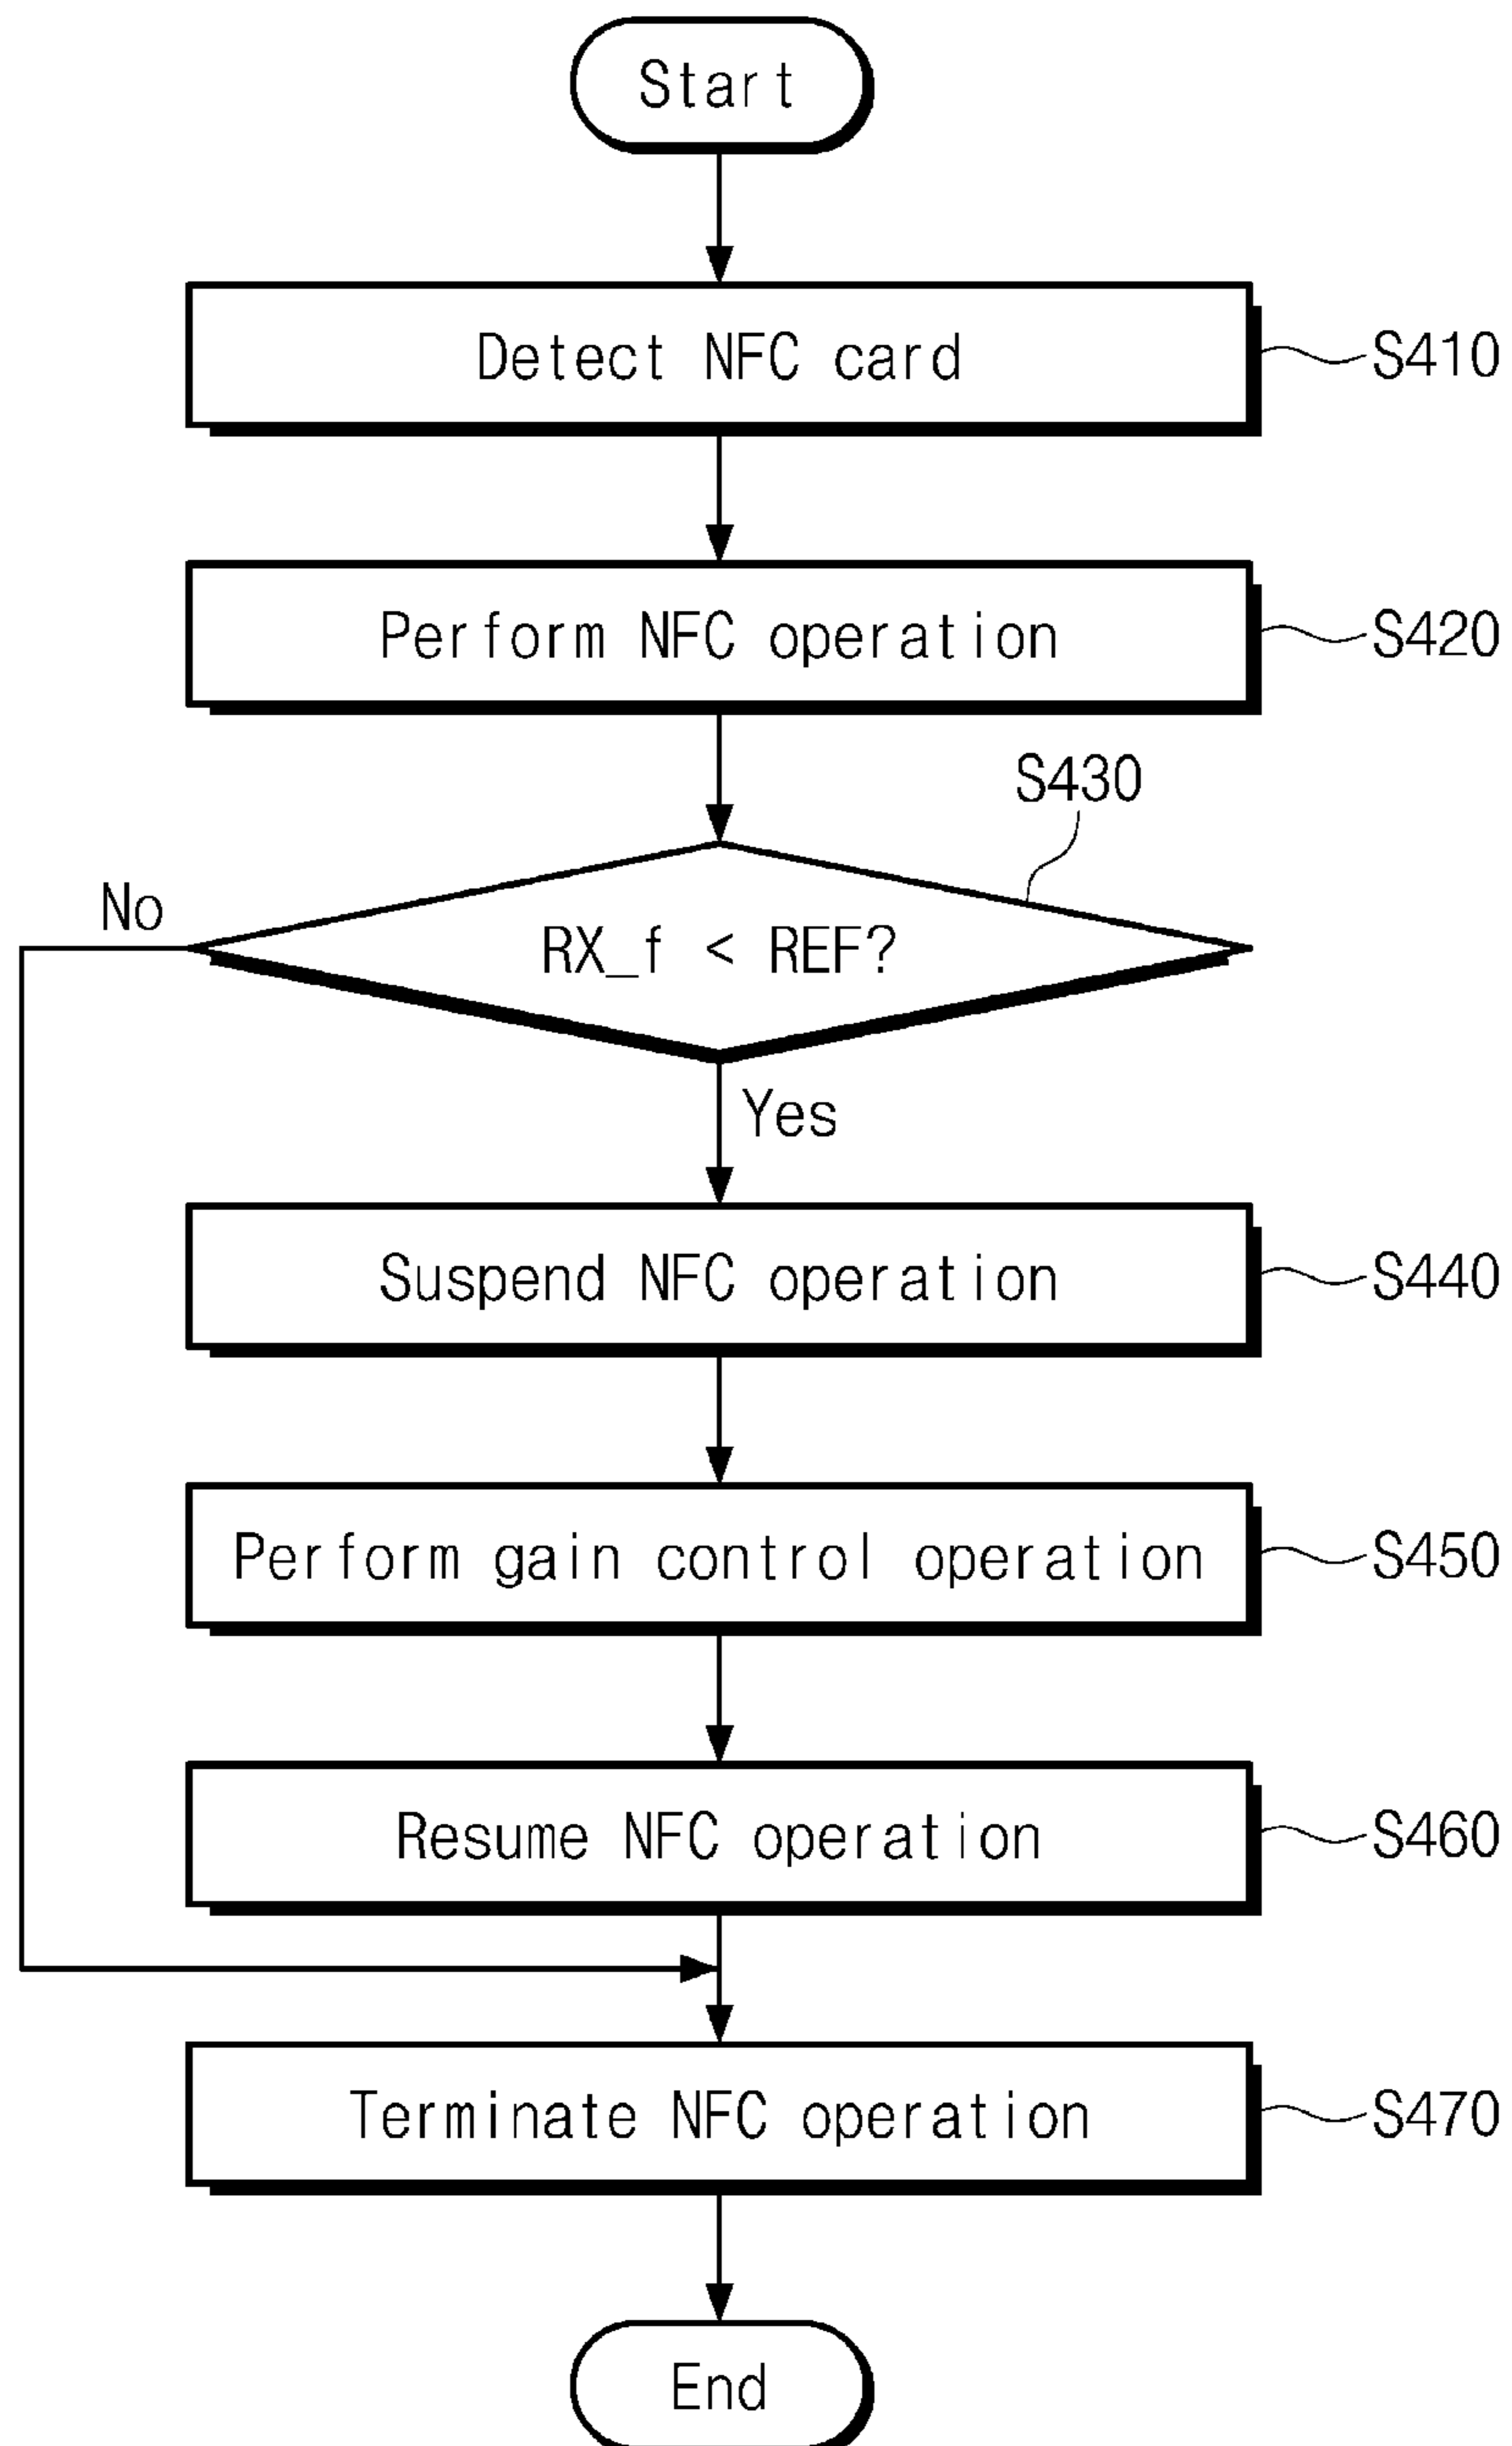 Start
Detect NFC card
S410
Perform NFC operation
S420
S430
No
RX_f < REF?
Yes
Suspend NFC operation
S440
Perform gain control operation
S450
Resume NFC operation
S460
Terminate NFC operation
S470
End